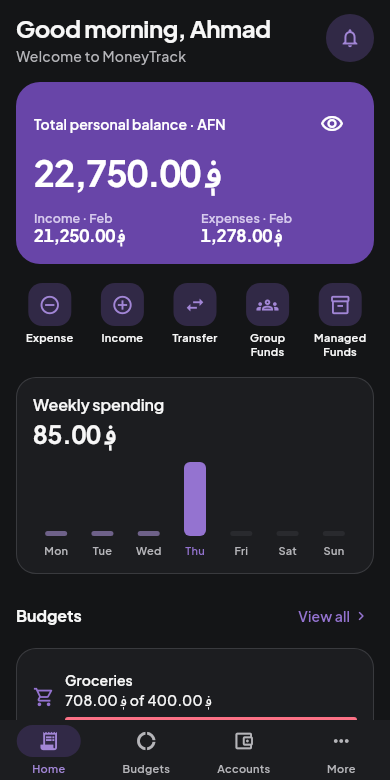 Good morning, Ahmad
Welcome to MoneyTrack
Total personal balance · AFN
22,750.00؋
Income · Feb
Expenses · Feb
21,250.00؋
1,278.00؋
Expense
Income
Transfer
Group Funds
Managed Funds
Weekly spending
85.00؋
Mon Tue Wed Thu Fri Sat Sun
Budgets
View all
Groceries
708.00؋ of 400.00؋
Home
Budgets
Accounts
More